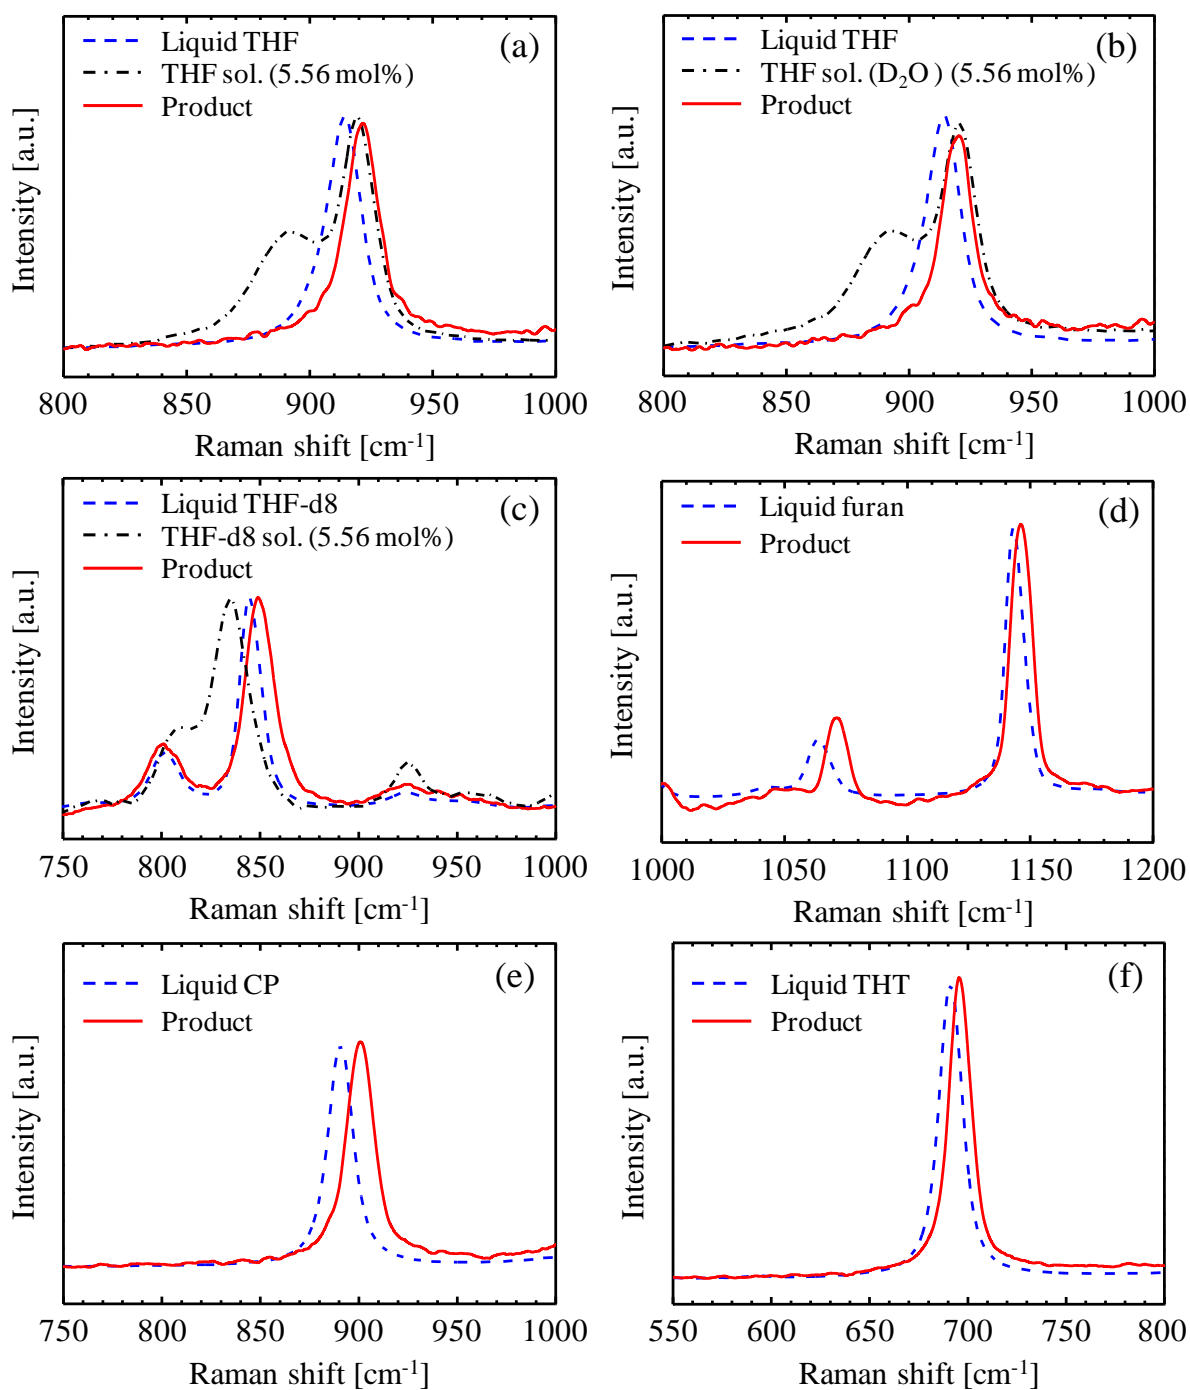 (a)
Liquid THF
THF sol. (5.56 mol%)
Product
Intensity [a.u.]
800 850 900 950 1000
Raman shift [cm⁻¹]
(b)
Liquid THF
THF sol. (D₂O ) (5.56 mol%)
Product
Intensity [a.u.]
800 850 900 950 1000
Raman shift [cm⁻¹]
(c)
Liquid THF-d8
THF-d8 sol. (5.56 mol%)
Product
Intensity [a.u.]
750 800 850 900 950 1000
Raman shift [cm⁻¹]
(d)
Liquid furan
Product
Intensity [a.u.]
1000 1050 1100 1150 1200
Raman shift [cm⁻¹]
(e)
Liquid CP
Product
Intensity [a.u.]
750 800 850 900 950 1000
Raman shift [cm⁻¹]
(f)
Liquid THT
Product
Intensity [a.u.]
550 600 650 700 750 800
Raman shift [cm⁻¹]